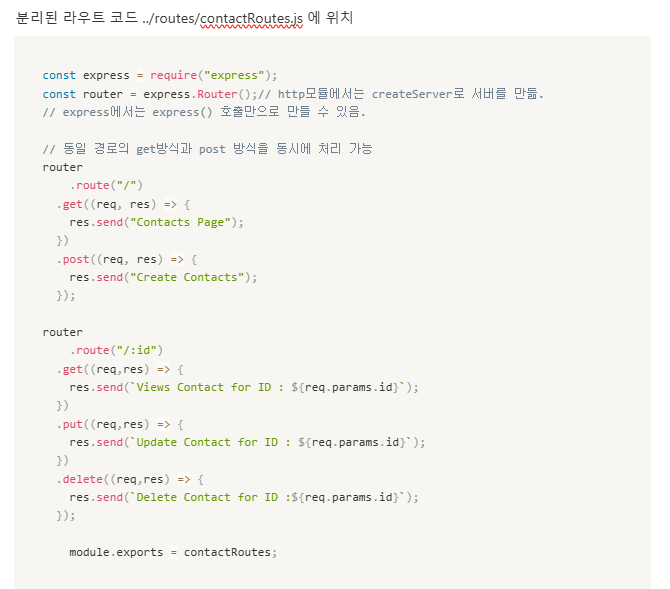 분리된 라우트 코드 ../routes/contactRoutes.js 에 위치
const express = require("express");
const router = express.Router();// http모듈에서는 createServer로 서버를 만듦.
// express에서는 express() 호출만으로 만들 수 있음.
// 동일 경로의 get방식과 post 방식을 동시에 처리 가능
router
.route("/")
.get((req, res) => {
res.send("Contacts Page");
})
.post((req, res) => {
res.send("Create Contacts");
});
router
.route("/:id")
.get((req,res) => {
res.send(`Views Contact for ID : ${req.params.id}`);
})
.put((req,res) => {
res.send(`Update Contact for ID : ${req.params.id}`);
})
.delete((req,res) => {
res.send(`Delete Contact for ID :${req.params.id}`);
});
module.exports = contactRoutes;